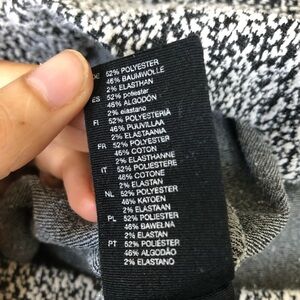 DE 52% POLYESTER
46% BAUMWOLLE
2% ELASTHAN
ES 52% poliester
46% ALGODÓN
2% elastano
FI 52% POLYESTERIA
46% PUUVILLAA
2% ELASTAANIA
FR 52% POLYESTER
46% COTON
2% ELASTHANNE
IT 52% POLIESTERE
46% COTONE
2% ELASTAN
NL 52% POLYESTER
46% KATOEN
2% ELASTAAN
PL 52% POLIESTER
46% BAWEŁNA
2% ELASTAN
PT 52% POLIÉSTER
46% ALGODÃO
2% ELASTANO